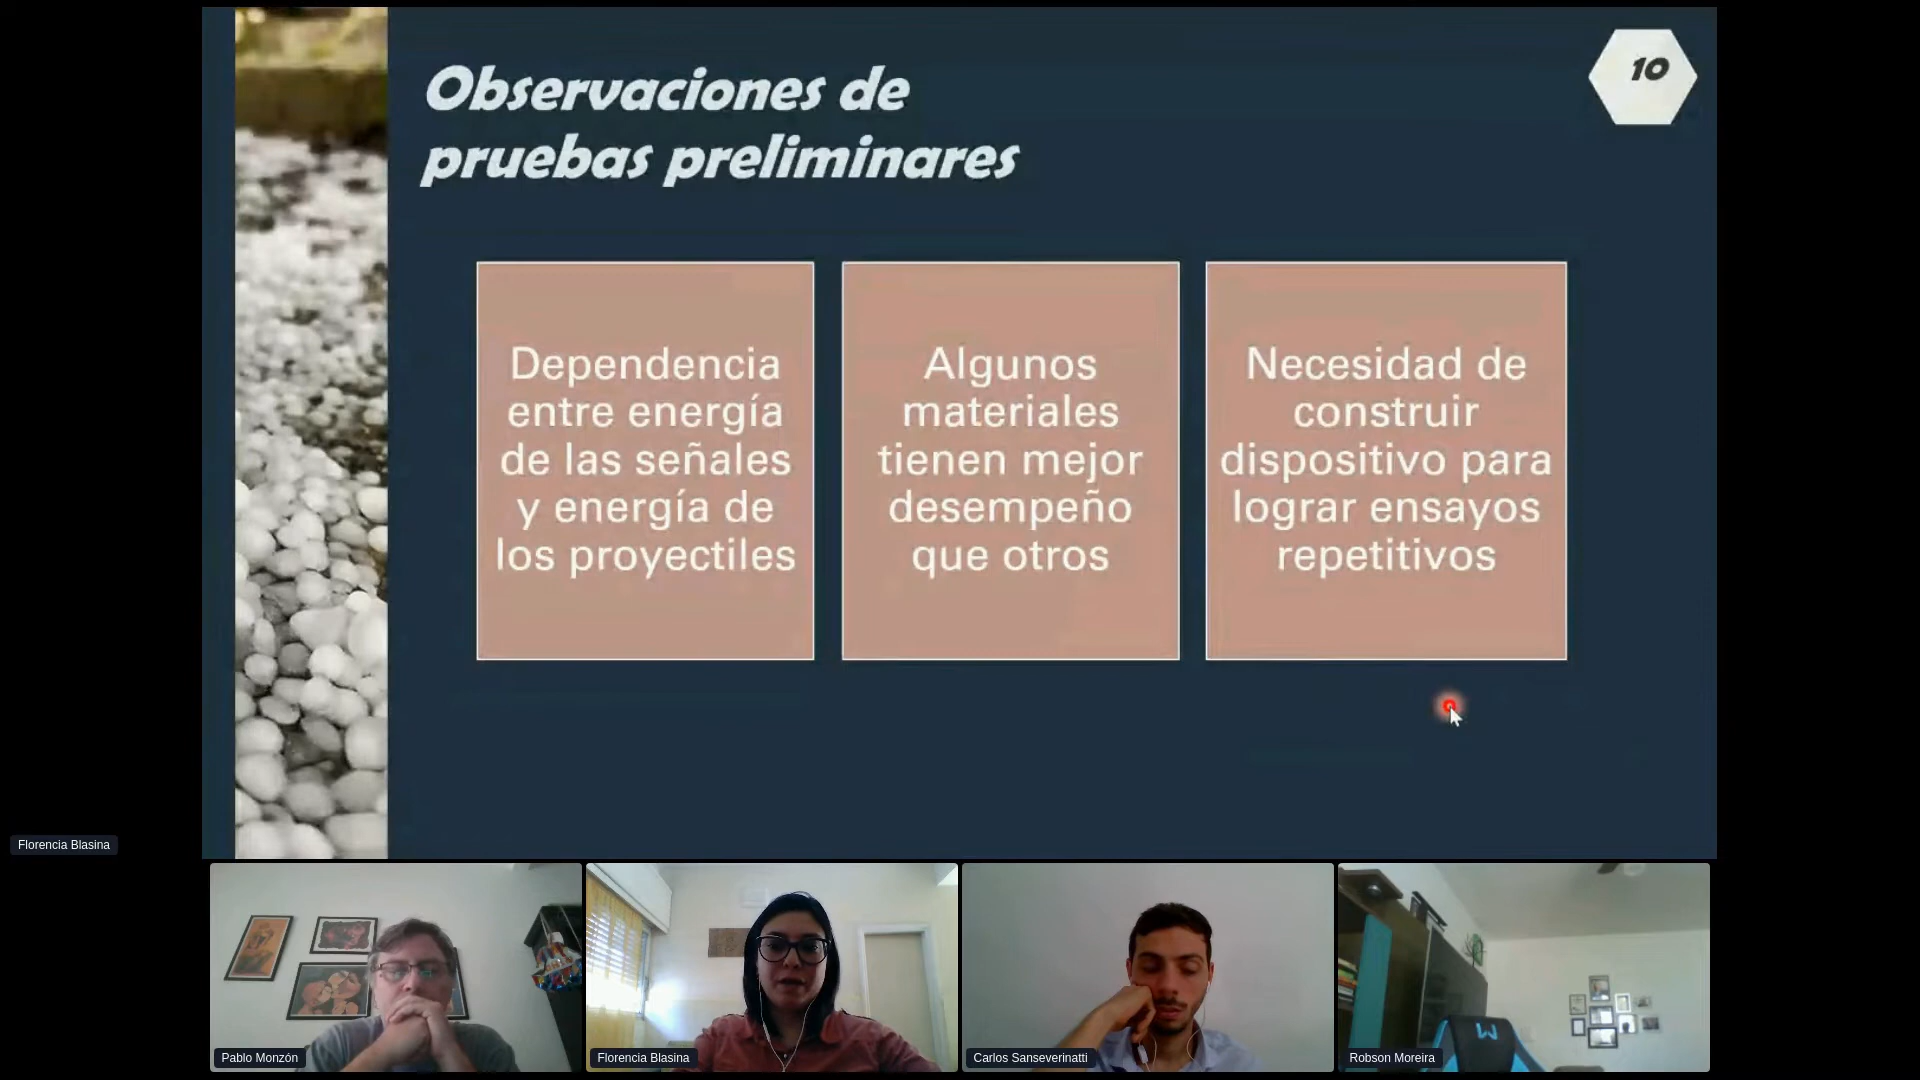 Observaciones de
pruebas preliminares
10
Dependencia
entre energía
de las señales
y energía de
los proyectiles
Algunos
materiales
tienen mejor
desempeño
que otros
Necesidad de
construir
dispositivo para
lograr ensayos
repetitivos
Florencia Blasina
Pablo Monzón
Florencia Blasina
Carlos Sanseverinatti
Robson Moreira